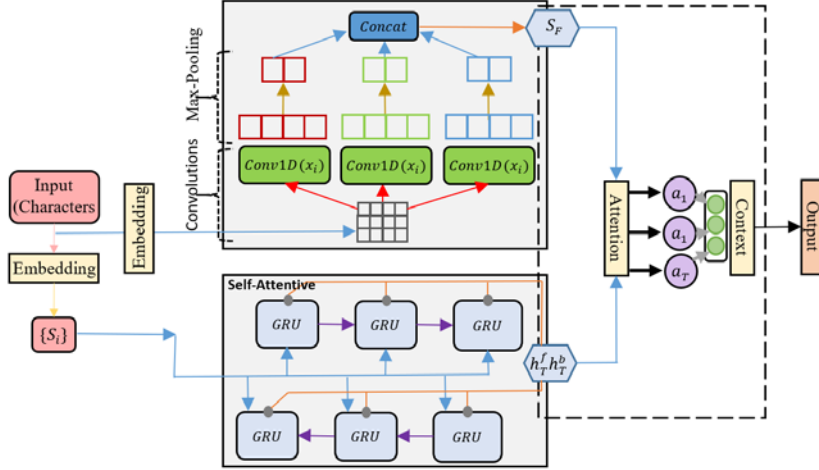 Concat
S_F
Max-Pooling
Conv1D(x_i)
Conv1D(x_i)
Conv1D(x_i)
Convolutions
Input
(Characters
Embedding
Embedding
{S_i}
Attention
a_1
a_1
a_T
Context
Output
Self-Attentive
GRU
GRU
GRU
h_T^f h_T^b
GRU
GRU
GRU